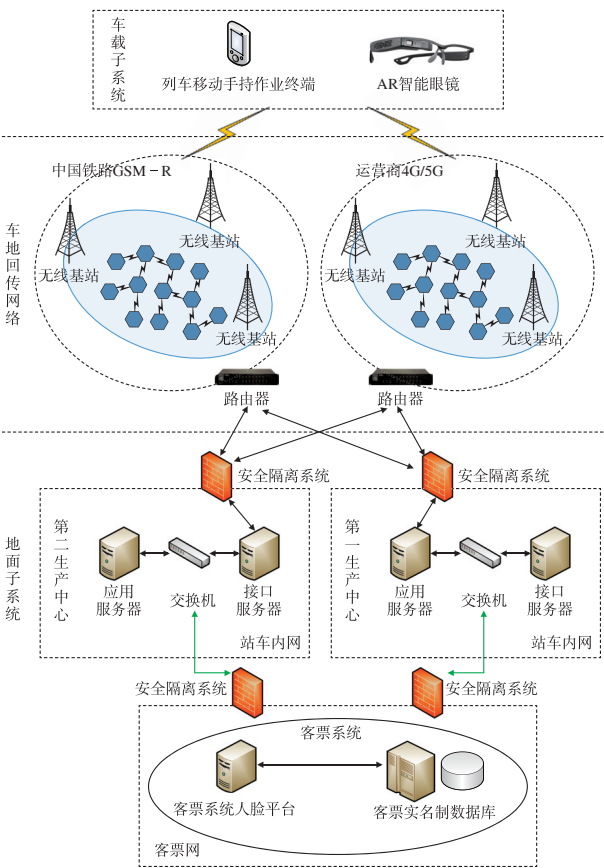 车载子系统
列车移动手持作业终端
AR智能眼镜
车地回传网络
中国铁路GSM－R
运营商4G/5G
无线基站
无线基站
无线基站
无线基站
无线基站
无线基站
路由器
路由器
地面子系统
安全隔离系统
安全隔离系统
第二生产中心
应用
服务器
交换机
接口
服务器
站车内网
第一生产中心
应用
服务器
交换机
接口
服务器
站车内网
安全隔离系统
安全隔离系统
客票系统
客票系统人脸平台
客票实名制数据库
客票网